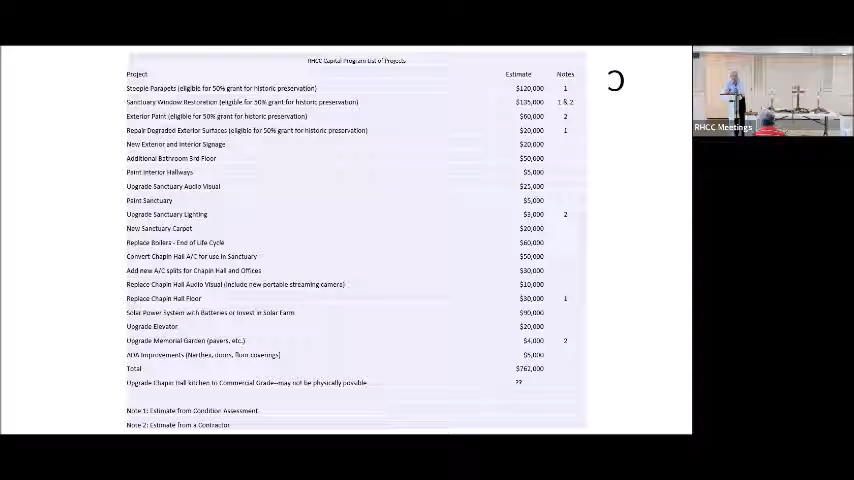 RHCC Capital Program List of Projects
Project Estimate Notes
Steeple Parapets (eligible for 50% grant for historic preservation) $120,000 1
Sanctuary Window Restoration (eligible for 50% grant for historic preservation) $135,000 1 & 2
Exterior Paint (eligible for 50% grant for historic preservation) $60,000 2
Repair Degraded Exterior Surfaces (eligible for 50% grant for historic preservation) $20,000 1
New Exterior and Interior Signage $20,000
Additional Bathroom 3rd Floor $50,000
Paint Interior Hallways $5,000
Upgrade Sanctuary Audio Visual $25,000
Paint Sanctuary $5,000
Upgrade Sanctuary Lighting $3,000 2
New Sanctuary Carpet $20,000
Replace Boilers - End of Life Cycle $60,000
Convert Chapin Hall A/C for use in Sanctuary $50,000
Add new A/C splits for Chapin Hall and Offices $30,000
Replace Chapin Hall Audio Visual (include new portable streaming camera) $10,000
Replace Chapin Hall Floor $30,000 1
Solar Power System with Batteries or Invest in Solar Farm $90,000
Upgrade Elevator $20,000
Upgrade Memorial Garden (pavers, etc.) $4,000 2
ADA Improvements (Narthex, doors, floor coverings) $5,000
Total $762,000
Upgrade Chapin Hall kitchen to Commercial Grade--may not be physically possible ??
Note 1: Estimate from Condition Assessment
Note 2: Estimate from a Contractor
RHCC Meetings